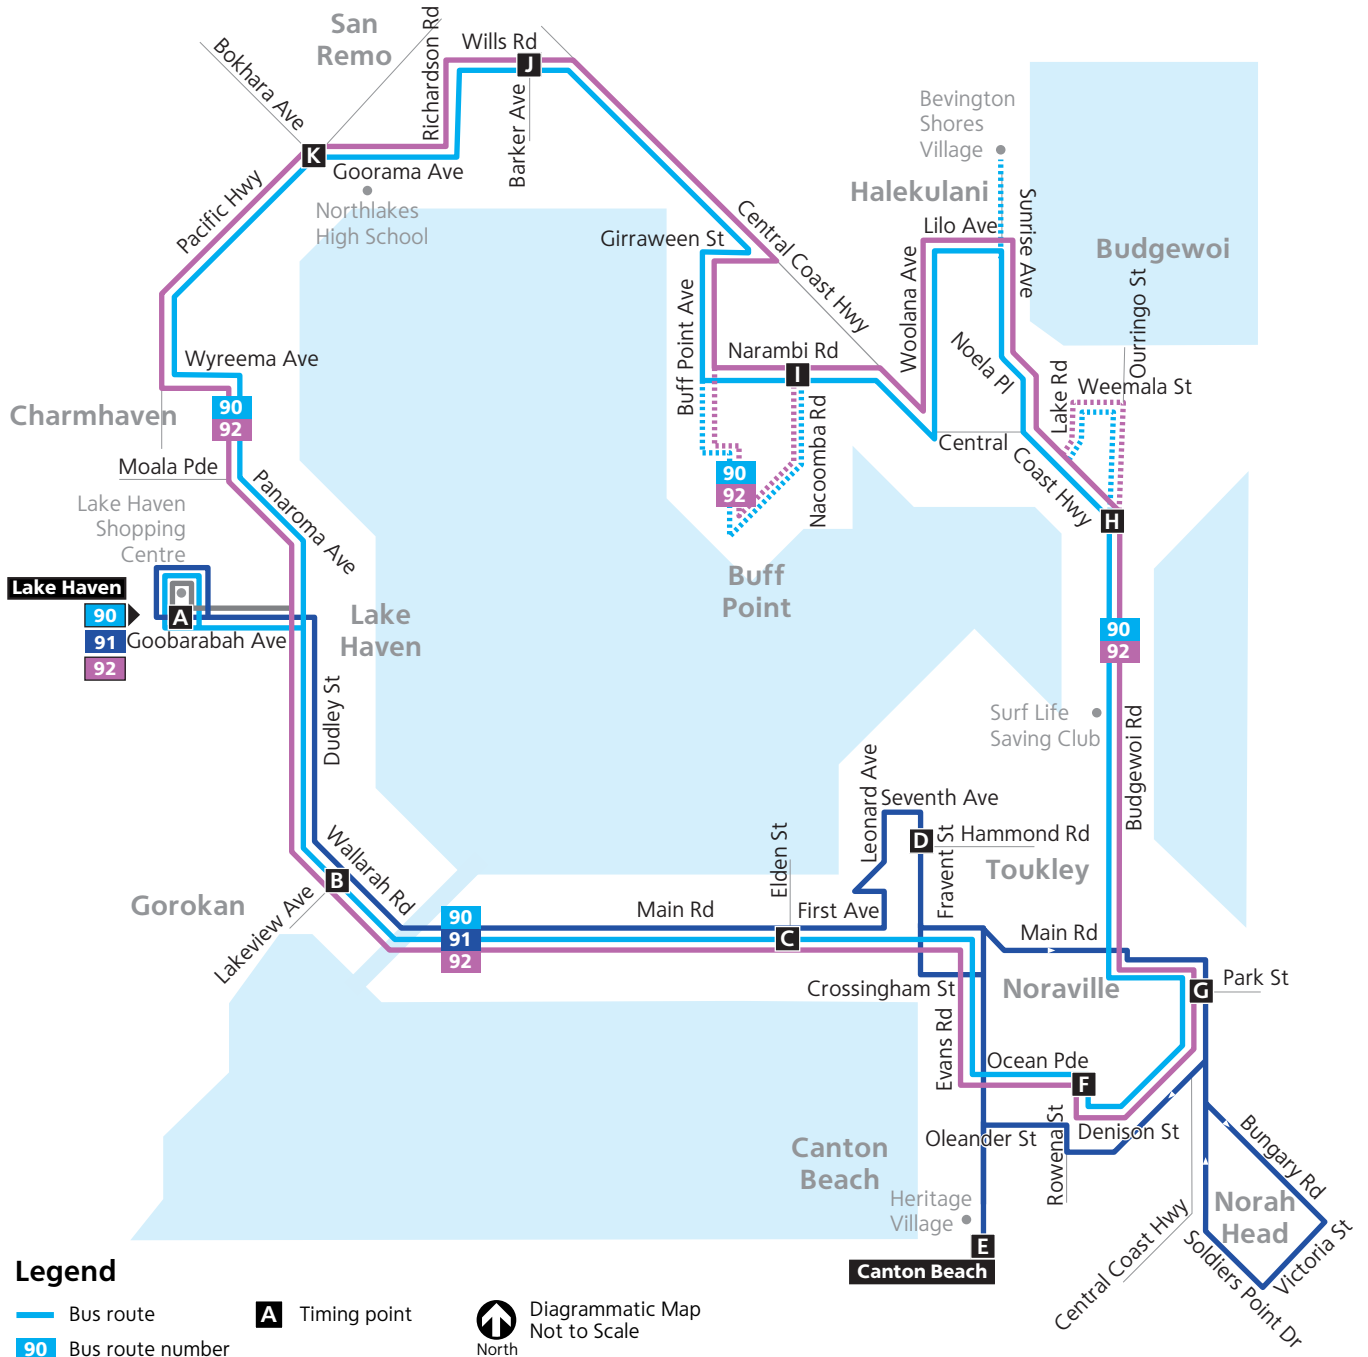 San
Remo
Bokhara Ave
Richardson Rd
Wills Rd
J
Barker Ave
K
Goorama Ave
Northlakes
High School
Pacific Hwy
Central Coast Hwy
Girraween St
Buff Point Ave
Narambi Rd
I
Nacoomba Rd
90
92
Buff
Point
Bevington
Shores
Village
Halekulani
Lilo Ave
Sunrise Ave
Woolana Ave
Noela Pl
Budgewoi
Ourringo St
Lake Rd
Weemala St
Central
Coast Hwy
H
90
92
Surf Life
Saving Club
Budgewoi Rd
Wyreema Ave
Charmhaven
90
92
Moala Pde
Panaroma Ave
Lake Haven
Shopping
Centre
Lake Haven
90
91
92
A
Goobarabah Ave
Lake
Haven
Dudley St
Wallarah Rd
B
Gorokan
Lakeview Ave
90
91
92
Main Rd
Elden St
C
First Ave
Leonard Ave
Seventh Ave
D
Hammond Rd
Fravent St
Toukley
Main Rd
Crossingham St
Noraville
G
Park St
Evans Rd
Ocean Pde
F
Oleander St
Rowena St
Denison St
Canton
Beach
Heritage
Village
E
Canton Beach
Bungary Rd
Norah
Head
Victoria St
Soldiers Point Dr
Central Coast Hwy
Legend
Bus route
A Timing point
Diagrammatic Map
Not to Scale
North
90 Bus route number